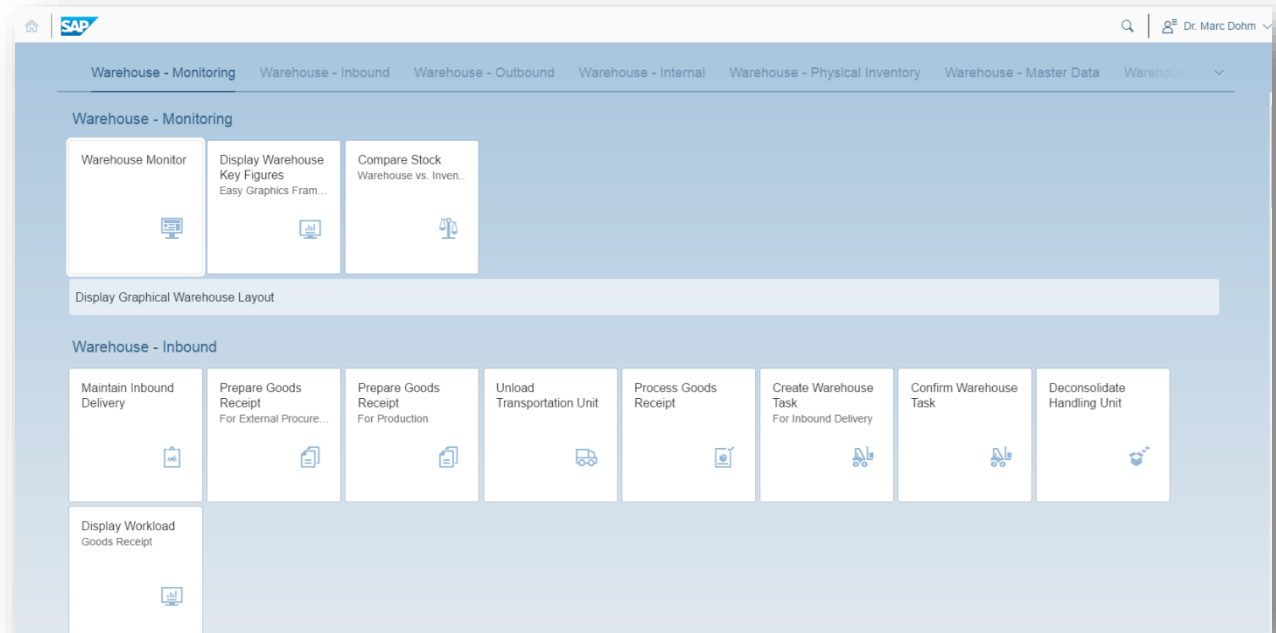 SAP
Dr. Marc Dohm
Warehouse - Monitoring
Warehouse - Inbound
Warehouse - Outbound
Warehouse - Internal
Warehouse - Physical Inventory
Warehouse - Master Data
Warehou
Warehouse - Monitoring
Warehouse Monitor
Display Warehouse
Key Figures
Easy Graphics Fram...
Compare Stock
Warehouse vs. Inven...
Display Graphical Warehouse Layout
Warehouse - Inbound
Maintain Inbound
Delivery
Prepare Goods
Receipt
For External Procure...
Prepare Goods
Receipt
For Production
Unload
Transportation Unit
Process Goods
Receipt
Create Warehouse
Task
For Inbound Delivery
Confirm Warehouse
Task
Deconsolidate
Handling Unit
Display Workload
Goods Receipt